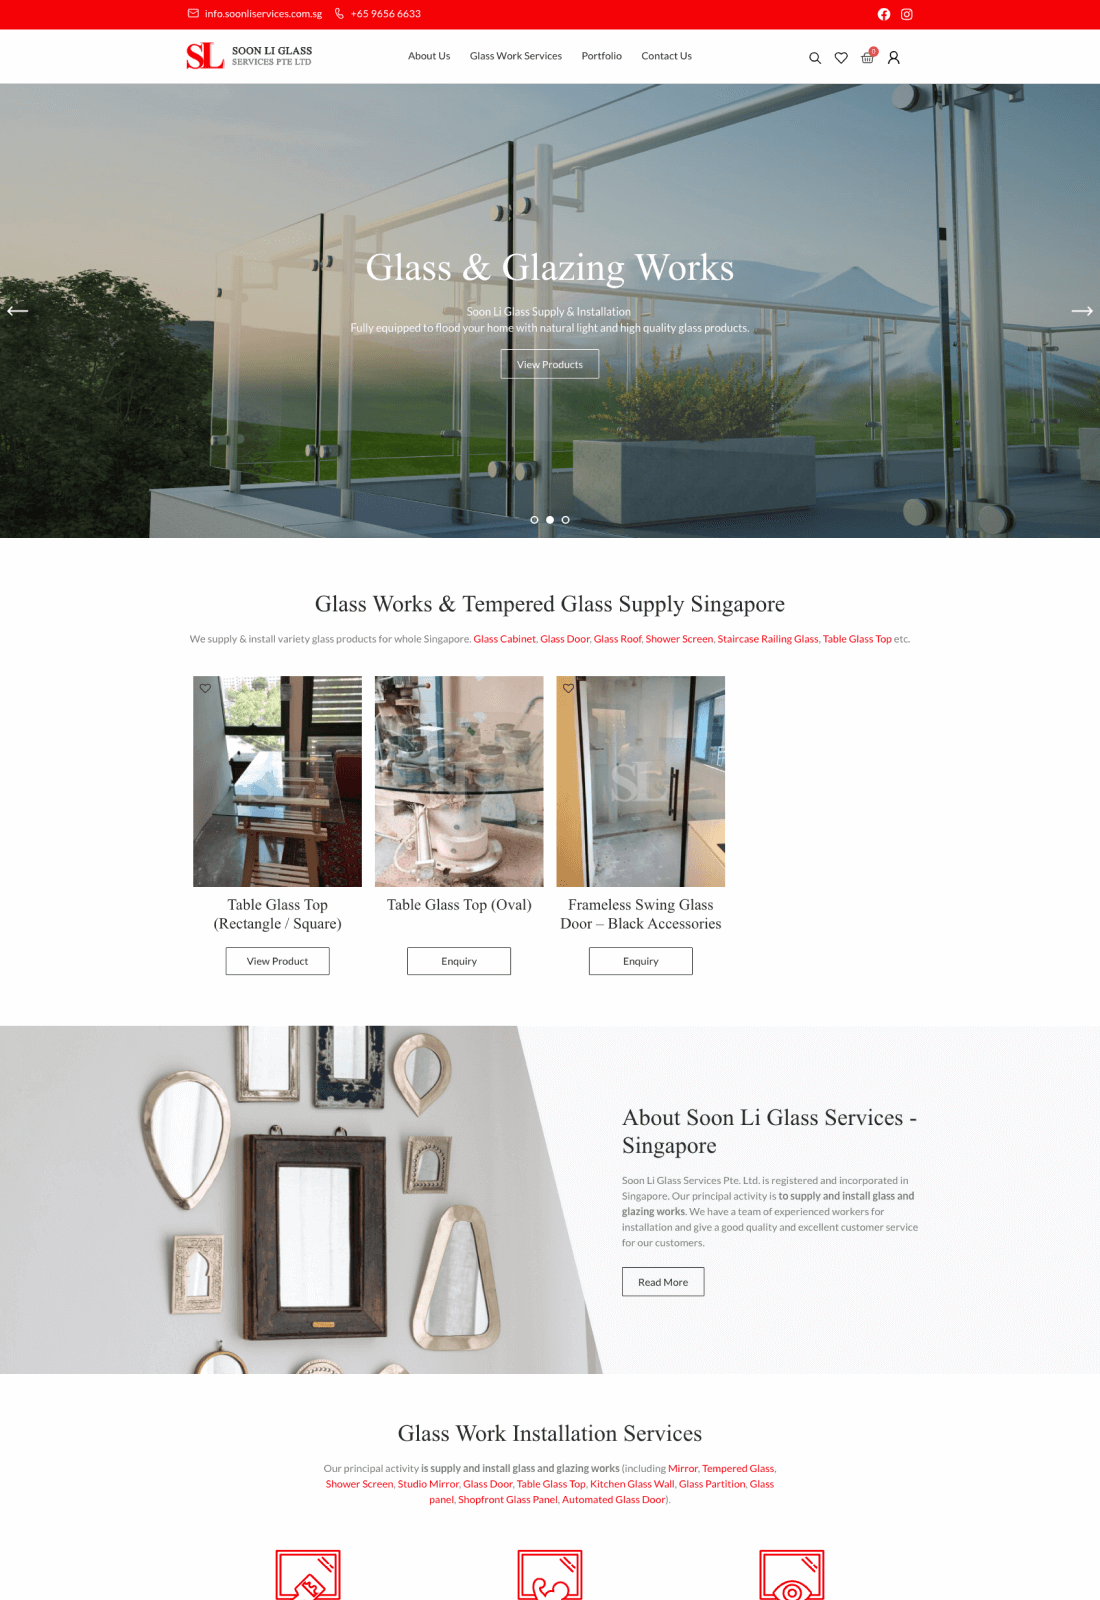 info.soonliservices.com.sg +65 9656 6633
SL SOON LI GLASS
SERVICES PTE LTD
About Us Glass Work Services Portfolio Contact Us
0
Glass & Glazing Works
Soon Li Glass Supply & Installation
Fully equipped to flood your home with natural light and high quality glass products.
View Products
Glass Works & Tempered Glass Supply Singapore
We supply & install variety glass products for whole Singapore. Glass Cabinet, Glass Door, Glass Roof, Shower Screen, Staircase Railing Glass, Table Glass Top etc.
SL
SL
SL
Table Glass Top
(Rectangle / Square)
View Product
Table Glass Top (Oval)
Enquiry
Frameless Swing Glass
Door – Black Accessories
Enquiry
About Soon Li Glass Services -
Singapore
Soon Li Glass Services Pte. Ltd. is registered and incorporated in
Singapore. Our principal activity is to supply and install glass and
glazing works. We have a team of experienced workers for
installation and give a good quality and excellent customer service
for our customers.
Read More
Glass Work Installation Services
Our principal activity is supply and install glass and glazing works (including Mirror, Tempered Glass,
Shower Screen, Studio Mirror, Glass Door, Table Glass Top, Kitchen Glass Wall, Glass Partition, Glass
panel, Shopfront Glass Panel, Automated Glass Door).